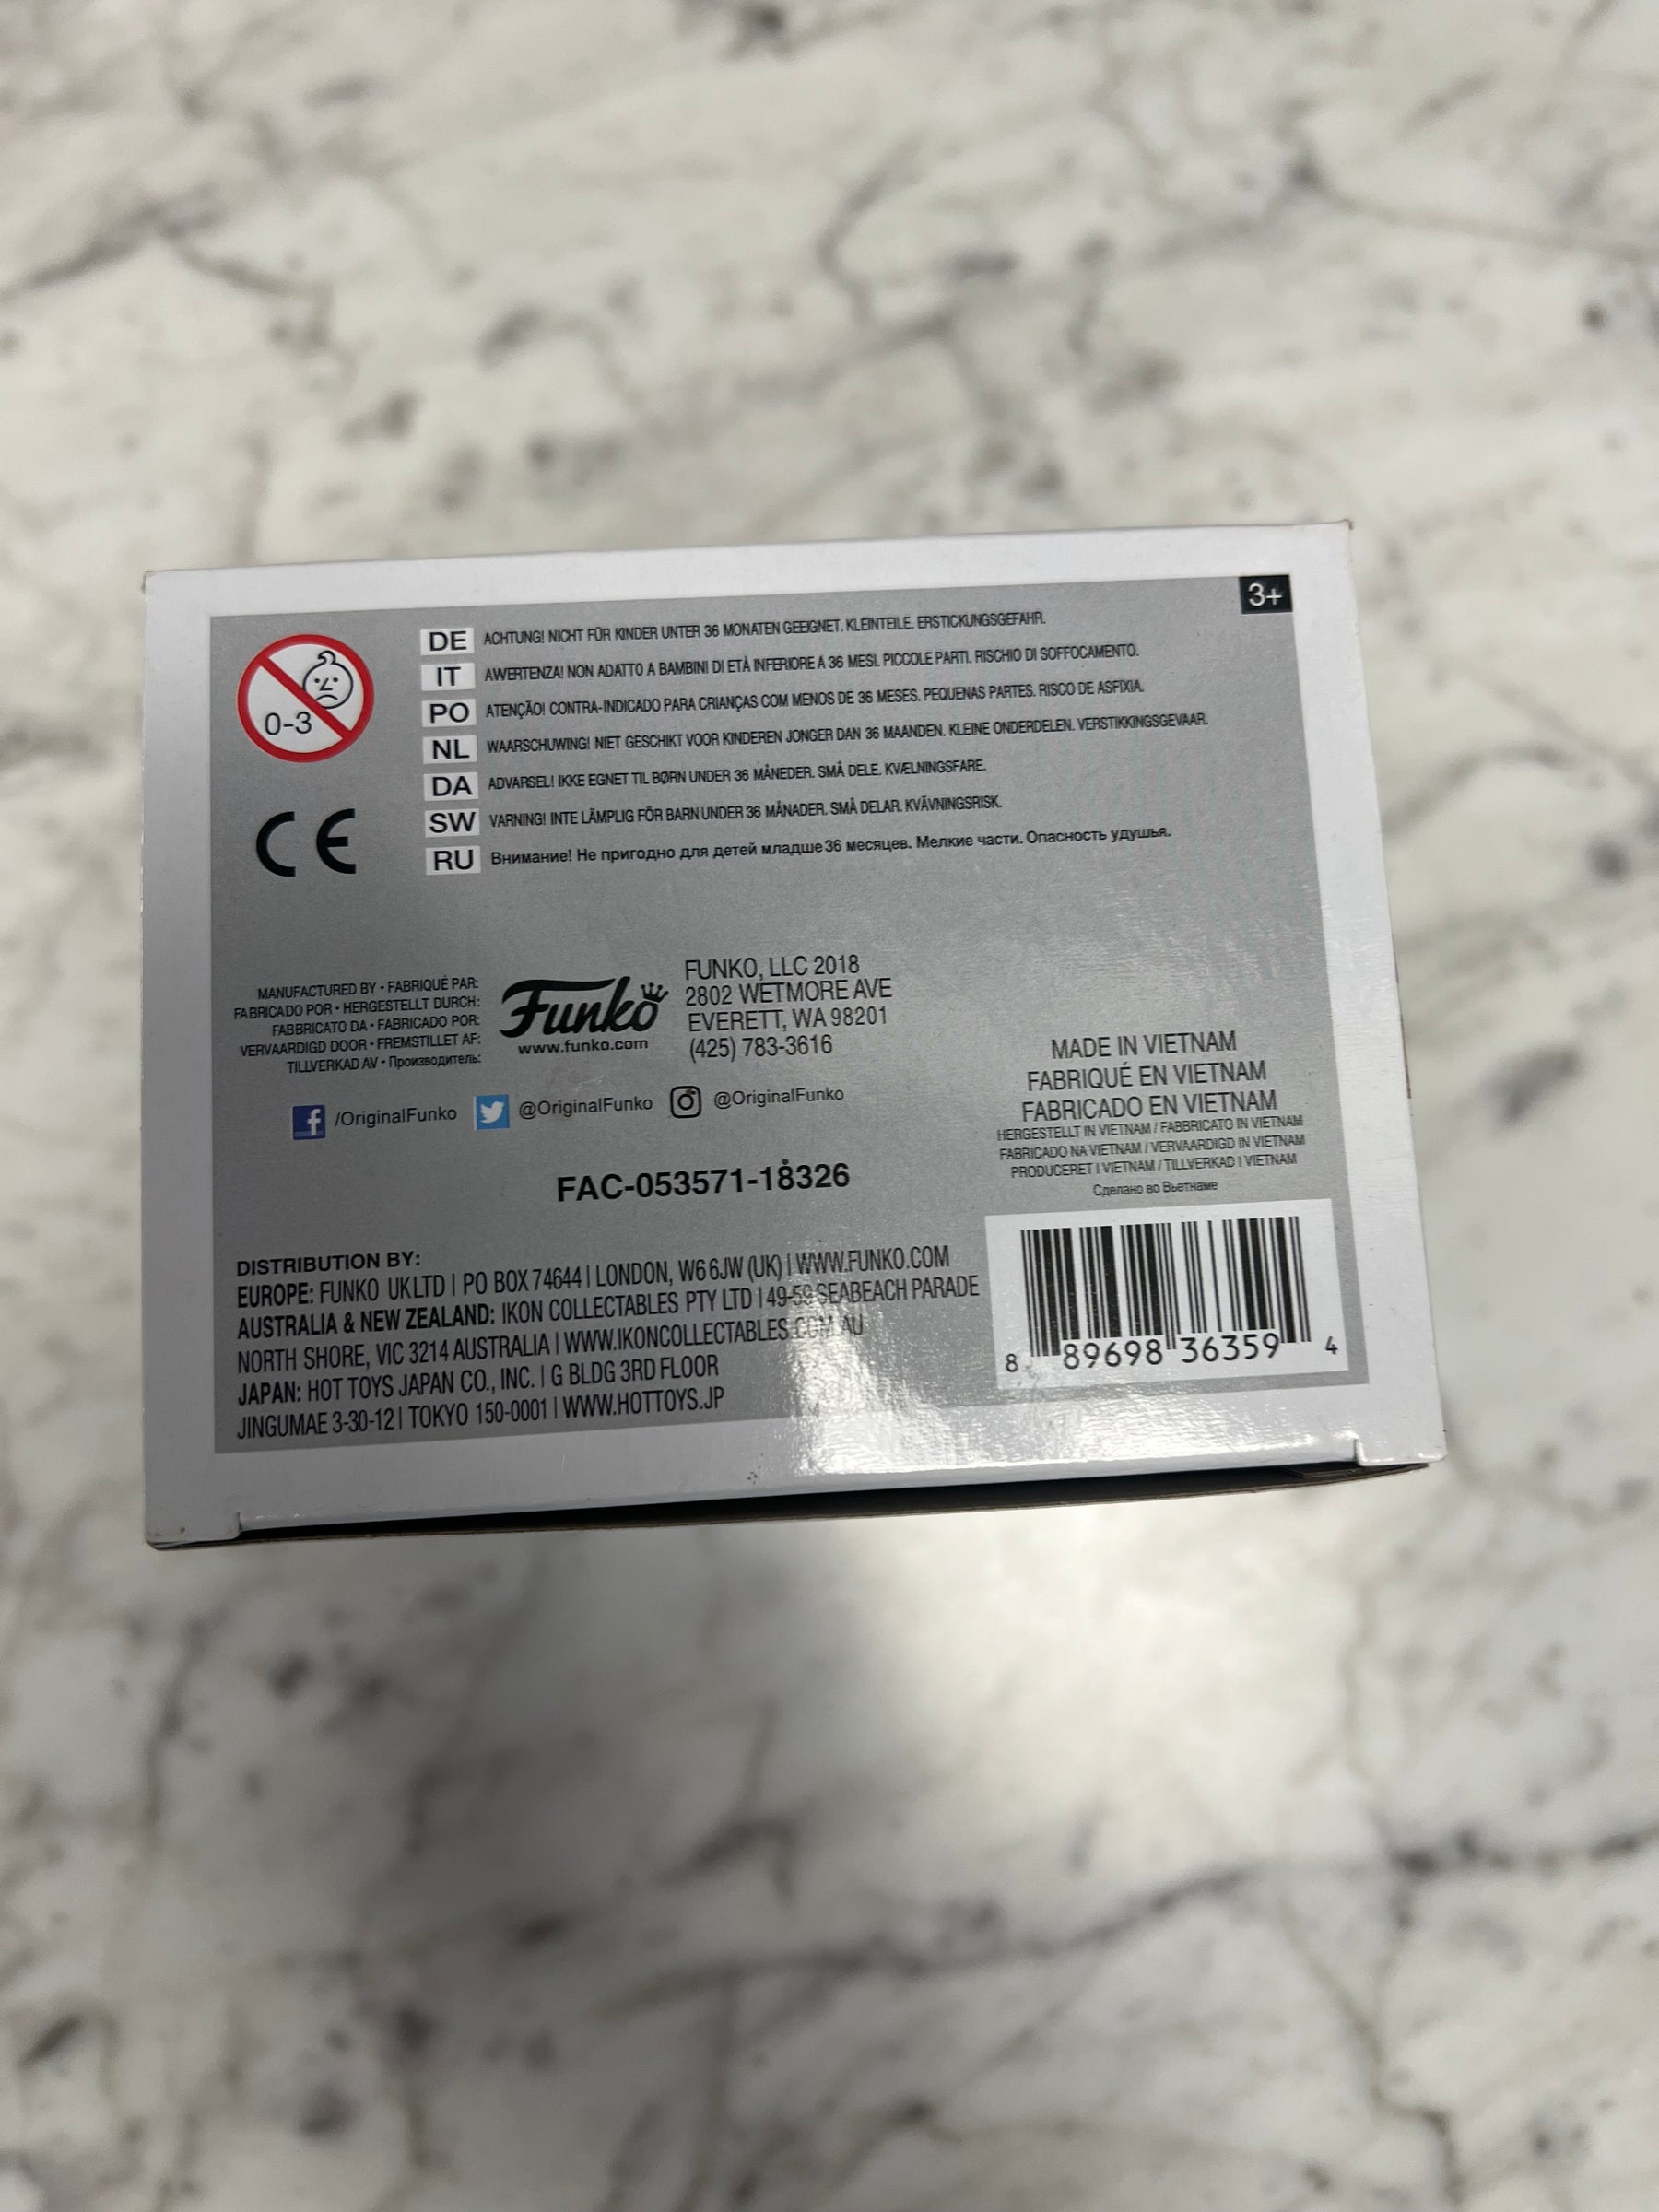 3+
0-3
DE ACHTUNG! NICHT FÜR KINDER UNTER 36 MONATEN GEEIGNET. KLEINTEILE. ERSTICKUNGSGEFAHR.
IT AWERTENZA! NON ADATTO A BAMBINI DI ETÀ INFERIORE A 36 MESI. PICCOLE PARTI. RISCHIO DI SOFFOCAMENTO.
PO ATENÇÃO! CONTRA-INDICADO PARA CRIANÇAS COM MENOS DE 36 MESES. PEQUENAS PARTES. RISCO DE ASFIXIA.
NL WAARSCHUWING! NIET GESCHIKT VOOR KINDEREN JONGER DAN 36 MAANDEN. KLEINE ONDERDELEN. VERSTIKKINGSGEVAAR.
DA ADVARSEL! IKKE EGNET TIL BØRN UNDER 36 MÅNEDER. SMÅ DELE. KVÆLNINGSFARE.
SW VARNING! INTE LÄMPLIG FÖR BARN UNDER 36 MÅNADER. SMÅ DELAR. KVÄVNINGSRISK.
RU Внимание! Не пригодно для детей младше 36 месяцев. Мелкие части. Опасность удушья.
CE
MANUFACTURED BY • FABRIQUÉ PAR:
FABRICADO POR • HERGESTELLT DURCH:
FABBRICATO DA • FABRICADO POR:
VERVAARDIGD DOOR • FREMSTILLET AF:
TILLVERKAD AV • Производитель:
Funko
www.funko.com
FUNKO, LLC 2018
2802 WETMORE AVE
EVERETT, WA 98201
(425) 783-3616
/OriginalFunko @OriginalFunko @OriginalFunko
FAC-053571-18326
MADE IN VIETNAM
FABRIQUÉ EN VIETNAM
FABRICADO EN VIETNAM
HERGESTELLT IN VIETNAM / FABBRICATO IN VIETNAM
FABRICADO NA VIETNAM / VERVAARDIGD IN VIETNAM
PRODUCERET I VIETNAM / TILLVERKAD I VIETNAM
Сделано во Вьетнаме
DISTRIBUTION BY:
EUROPE: FUNKO UK LTD | PO BOX 74644 | LONDON, W6 6JW (UK) | WWW.FUNKO.COM
AUSTRALIA & NEW ZEALAND: IKON COLLECTABLES PTY LTD | 49-59 SEABEACH PARADE
NORTH SHORE, VIC 3214 AUSTRALIA | WWW.IKONCOLLECTABLES.COM.AU
JAPAN: HOT TOYS JAPAN CO., INC. | G BLDG 3RD FLOOR
JINGUMAE 3-30-12 | TOKYO 150-0001 | WWW.HOTTOYS.JP
8 89698 36359 4